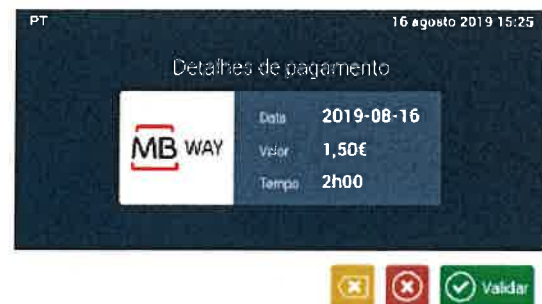 PT 16 agosto 2019 15:25
Detalhes de pagamento
MB WAY
Data 2019-08-16
Valor 1,50€
Tempo 2h00
Validar